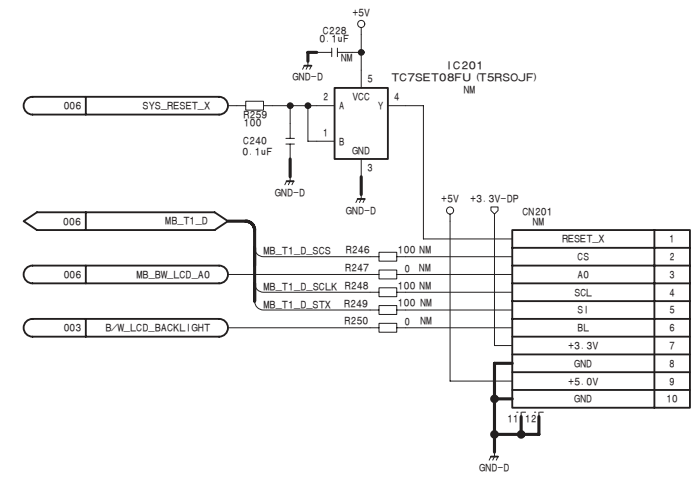 +5V
C228
0.1uF
NM
GND-D
IC201
TC7SET08FU (T5RSOJF)
NM
5
VCC
2
A
Y
4
1
B
GND
3
GND-D
006 SYS_RESET_X
R259
100
C240
0.1uF
GND-D
006 MB_T1_D
+5V
+3.3V-DP
CN201
NM
RESET_X 1
MB_T1_D_SCS R246 100 NM
CS 2
006 MB_BW_LCD_A0
R247 0 NM
A0 3
MB_T1_D_SCLK R248 100 NM
SCL 4
MB_T1_D_STX R249 100 NM
SI 5
003 B/W_LCD_BACKLIGHT
R250 0 NM
BL 6
+3.3V 7
GND 8
+5.0V 9
GND 10
11 12
GND-D